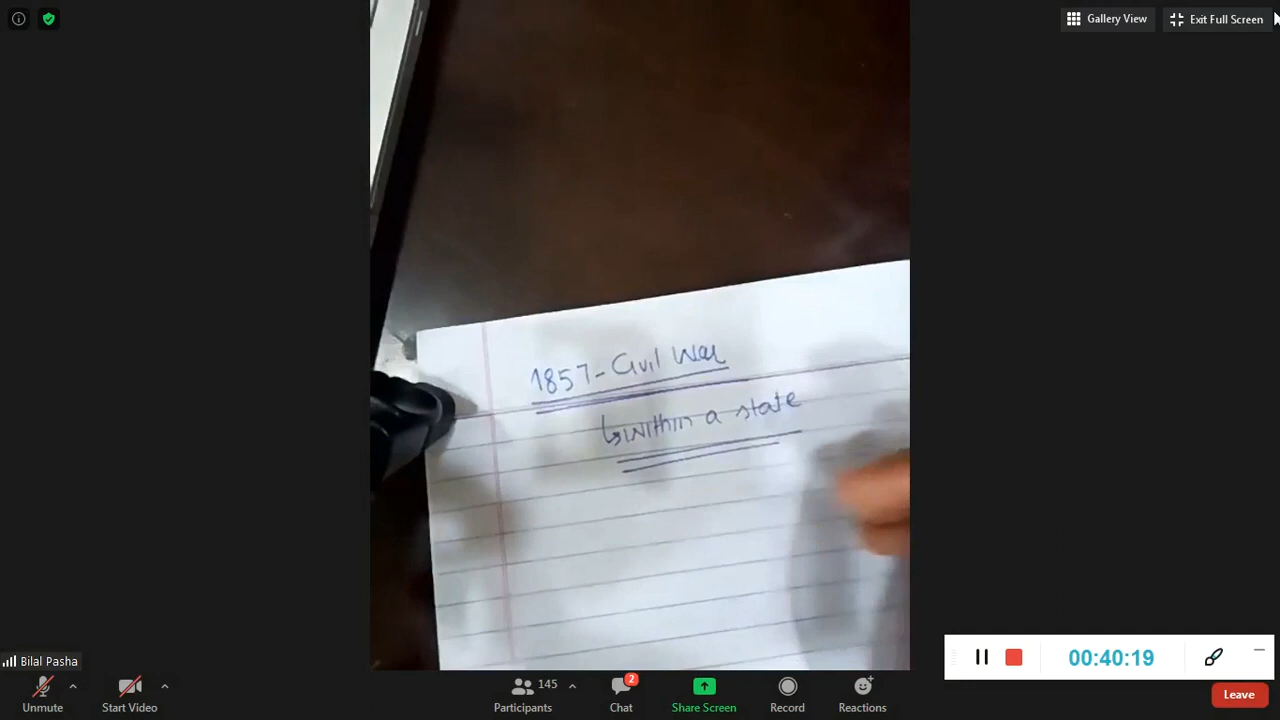 Gallery View
Exit Full Screen
1857 - Civil War
↳ within a state
Bilal Pasha
00:40:19
Unmute
Start Video
145
Participants
2
Chat
Share Screen
Record
Reactions
Leave